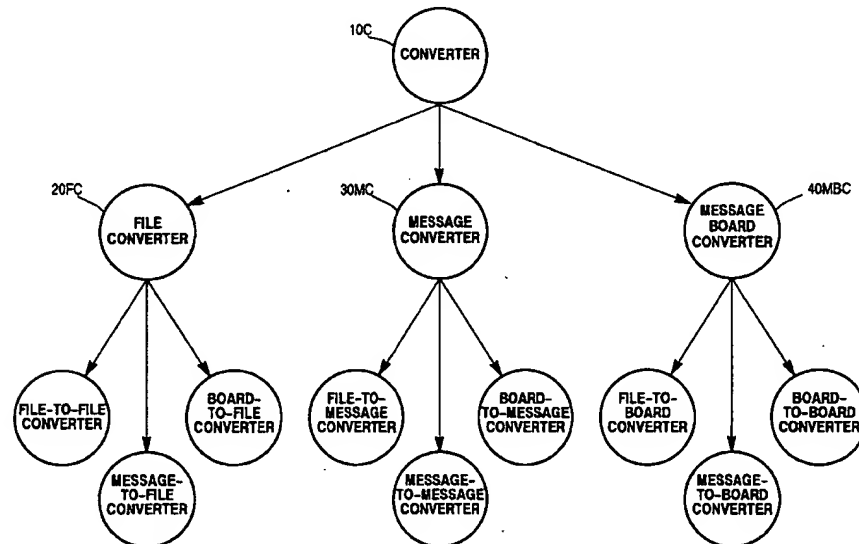 10C
CONVERTER
20FC
FILE
CONVERTER
30MC
MESSAGE
CONVERTER
40MBC
MESSAGE
BOARD
CONVERTER
FILE-TO-FILE
CONVERTER
MESSAGE-
TO-FILE
CONVERTER
BOARD-
TO-FILE
CONVERTER
FILE-TO-
MESSAGE
CONVERTER
MESSAGE-
TO-MESSAGE
CONVERTER
BOARD-
TO-MESSAGE
CONVERTER
FILE-TO-
BOARD
CONVERTER
MESSAGE-
TO-BOARD
CONVERTER
BOARD-
TO-BOARD
CONVERTER